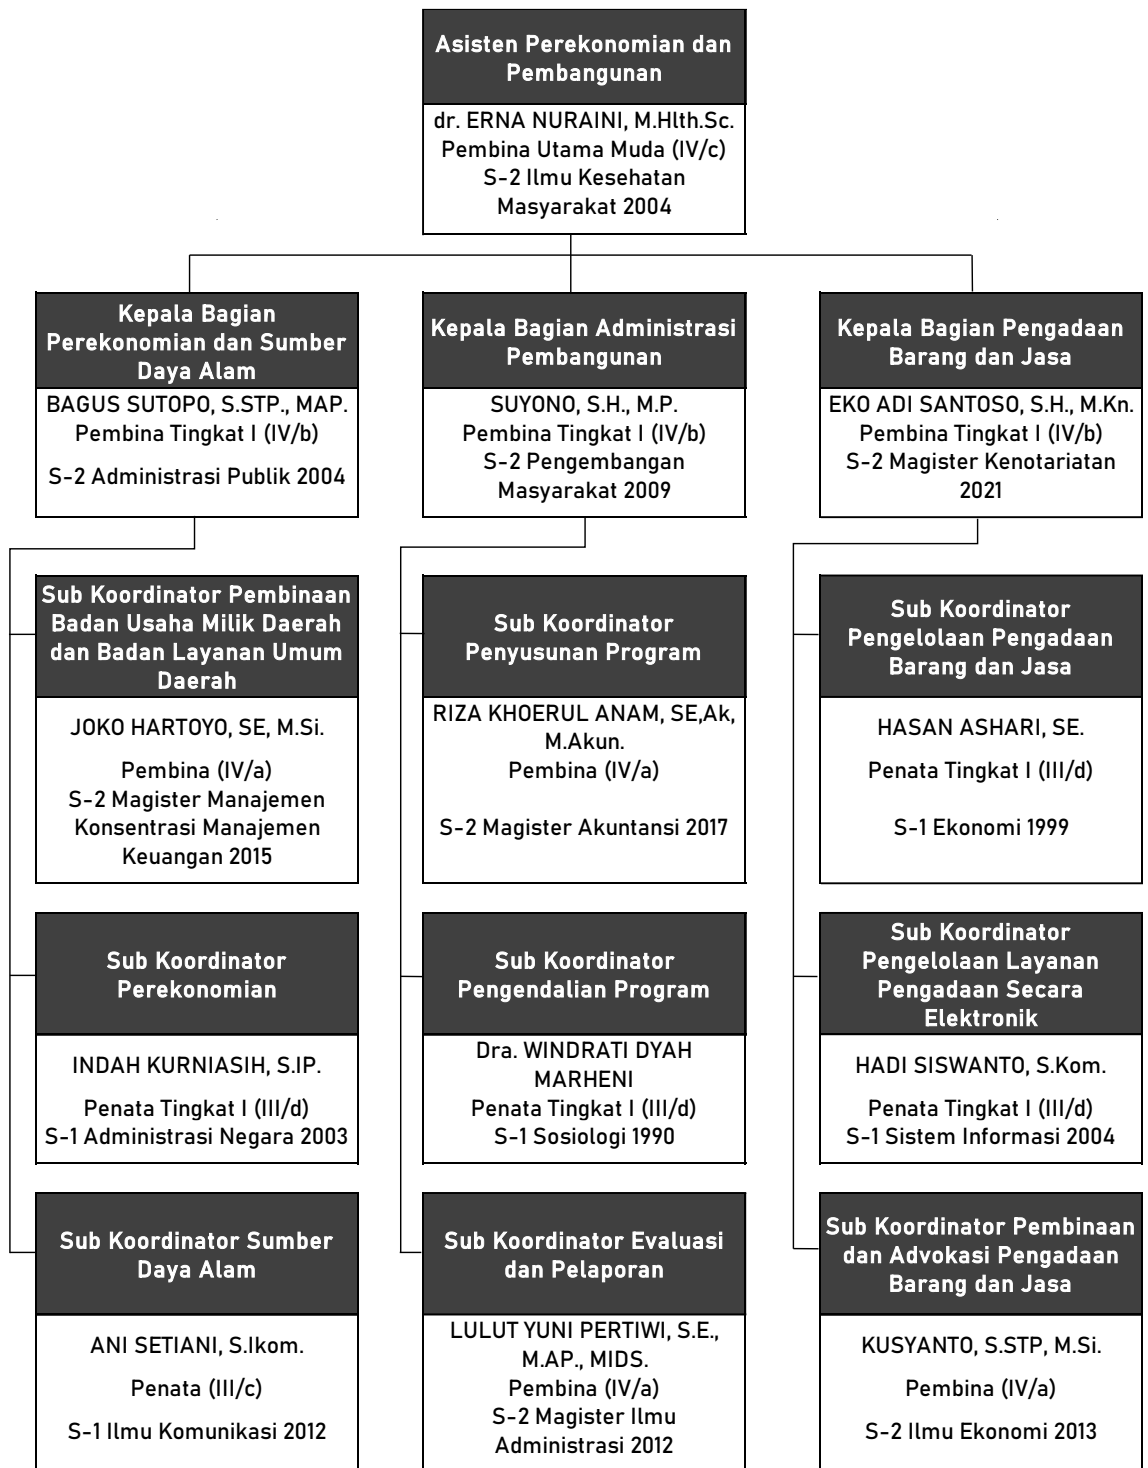 Asisten Perekonomian dan
Pembangunan
dr. ERNA NURAINI, M.Hlth.Sc.
Pembina Utama Muda (IV/c)
S-2 Ilmu Kesehatan
Masyarakat 2004
Kepala Bagian
Perekonomian dan Sumber
Daya Alam
BAGUS SUTOPO, S.STP., MAP.
Pembina Tingkat I (IV/b)
S-2 Administrasi Publik 2004
Kepala Bagian Administrasi
Pembangunan
SUYONO, S.H., M.P.
Pembina Tingkat I (IV/b)
S-2 Pengembangan
Masyarakat 2009
Kepala Bagian Pengadaan
Barang dan Jasa
EKO ADI SANTOSO, S.H., M.Kn.
Pembina Tingkat I (IV/b)
S-2 Magister Kenotariatan
2021
Sub Koordinator Pembinaan
Badan Usaha Milik Daerah
dan Badan Layanan Umum
Daerah
JOKO HARTOYO, SE, M.Si.
Pembina (IV/a)
S-2 Magister Manajemen
Konsentrasi Manajemen
Keuangan 2015
Sub Koordinator
Penyusunan Program
RIZA KHOERUL ANAM, SE,Ak,
M.Akun.
Pembina (IV/a)
S-2 Magister Akuntansi 2017
Sub Koordinator
Pengelolaan Pengadaan
Barang dan Jasa
HASAN ASHARI, SE.
Penata Tingkat I (III/d)
S-1 Ekonomi 1999
Sub Koordinator
Perekonomian
INDAH KURNIASIH, S.IP.
Penata Tingkat I (III/d)
S-1 Administrasi Negara 2003
Sub Koordinator
Pengendalian Program
Dra. WINDRATI DYAH
MARHENI
Penata Tingkat I (III/d)
S-1 Sosiologi 1990
Sub Koordinator
Pengelolaan Layanan
Pengadaan Secara
Elektronik
HADI SISWANTO, S.Kom.
Penata Tingkat I (III/d)
S-1 Sistem Informasi 2004
Sub Koordinator Sumber
Daya Alam
ANI SETIANI, S.Ikom.
Penata (III/c)
S-1 Ilmu Komunikasi 2012
Sub Koordinator Evaluasi
dan Pelaporan
LULUT YUNI PERTIWI, S.E.,
M.AP., MIDS.
Pembina (IV/a)
S-2 Magister Ilmu
Administrasi 2012
Sub Koordinator Pembinaan
dan Advokasi Pengadaan
Barang dan Jasa
KUSYANTO, S.STP, M.Si.
Pembina (IV/a)
S-2 Ilmu Ekonomi 2013